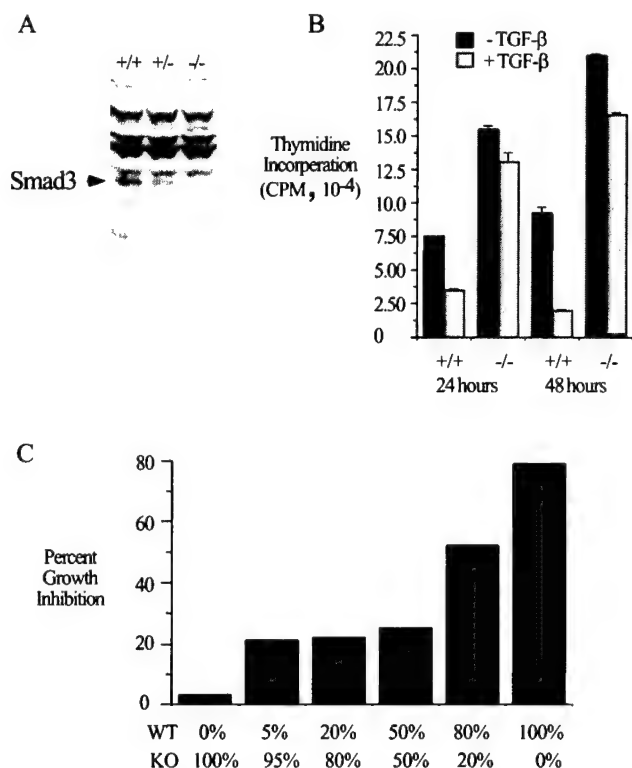 A
+/+ +/- -/-
Smad3
B
- TGF-β
+ TGF-β
Thymidine
Incorperation
(CPM, 10-4)
22.5
20.0
17.5
15.0
12.5
10.0
7.50
5.00
2.50
0
+/+ -/- +/+ -/-
24 hours 48 hours
C
Percent
Growth
Inhibition
80
60
40
20
0
WT 0% 5% 20% 50% 80% 100%
KO 100% 95% 80% 50% 20% 0%